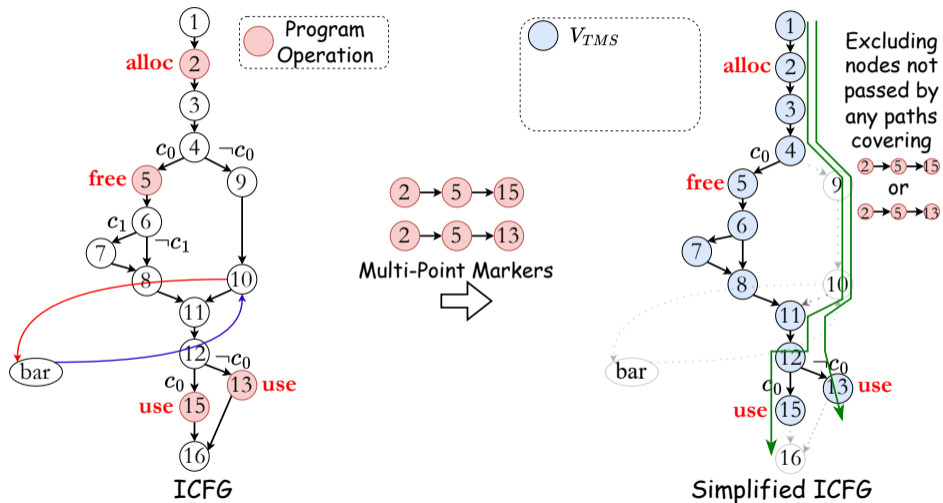 1
Program
Operation
alloc
2
3
c₀
4
¬c₀
free
5
9
c₁
6
¬c₁
7
8
10
11
12
bar
c₀
¬c₀
13
use
use
15
16
ICFG
2 5 15
2 5 13
Multi-Point Markers
V_TMS
1
alloc
2
3
c₀
4
free
5
9
6
7
8
10
11
12
bar
c₀
¬c₀
13
use
use
15
16
Simplified ICFG
Excluding
nodes not
passed by
any paths
covering
2 5 15
or
2 5 13